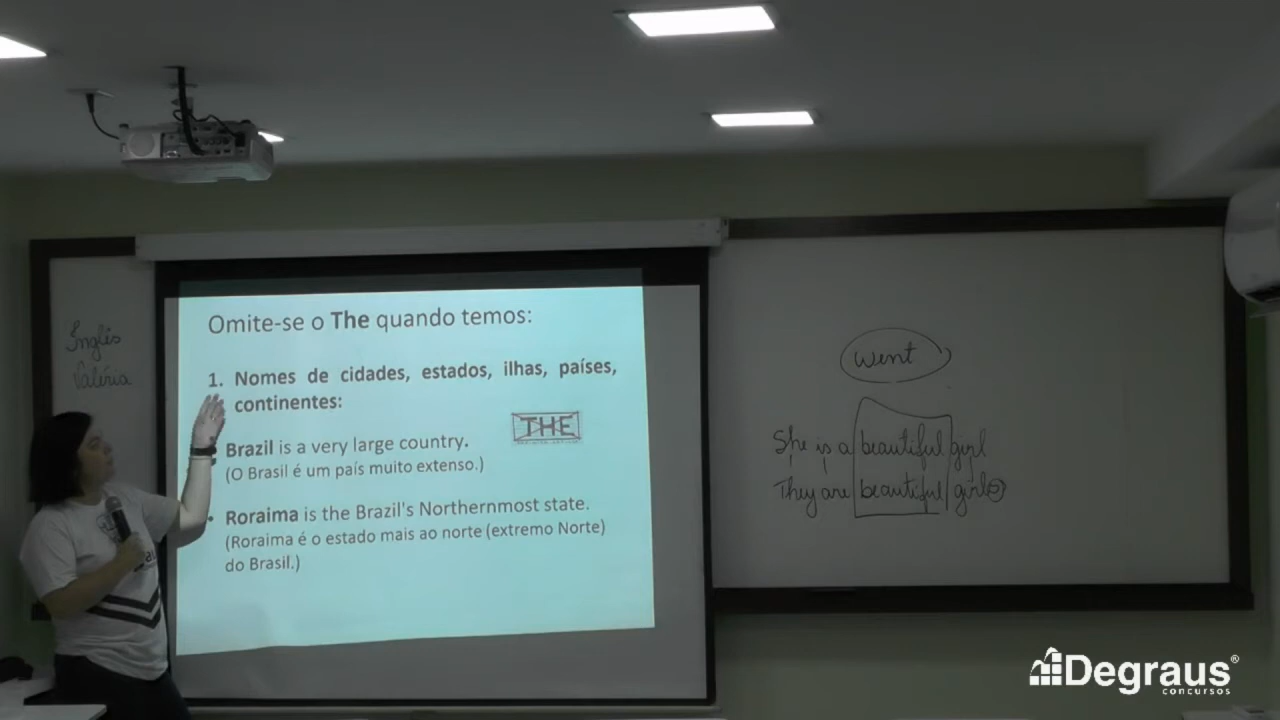 Inglês
Valéria
Omite-se o The quando temos:
1. Nomes de cidades, estados, ilhas, países,
continentes:
THE
Brazil is a very large country.
(O Brasil é um país muito extenso.)
• Roraima is the Brazil's Northernmost state.
(Roraima é o estado mais ao norte (extremo Norte)
do Brasil.)
went
She is a beautiful girl
They are beautiful girls
Degraus®
concursos